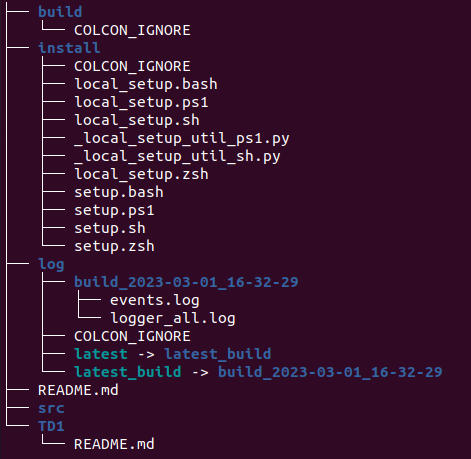 build
COLCON_IGNORE
install
COLCON_IGNORE
local_setup.bash
local_setup.ps1
local_setup.sh
_local_setup_util_ps1.py
_local_setup_util_sh.py
local_setup.zsh
setup.bash
setup.ps1
setup.sh
setup.zsh
log
build_2023-03-01_16-32-29
events.log
logger_all.log
COLCON_IGNORE
latest -> latest_build
latest_build -> build_2023-03-01_16-32-29
README.md
src
TD1
README.md